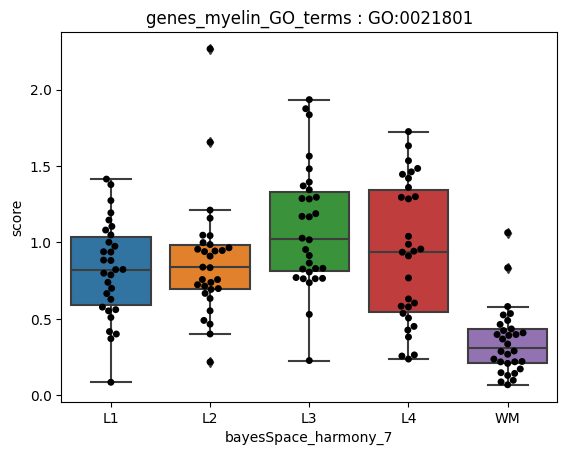 genes_myelin_GO_terms : GO:0021801
score
2.0
1.5
1.0
0.5
0.0
L1 L2 L3 L4 WM
bayesSpace_harmony_7